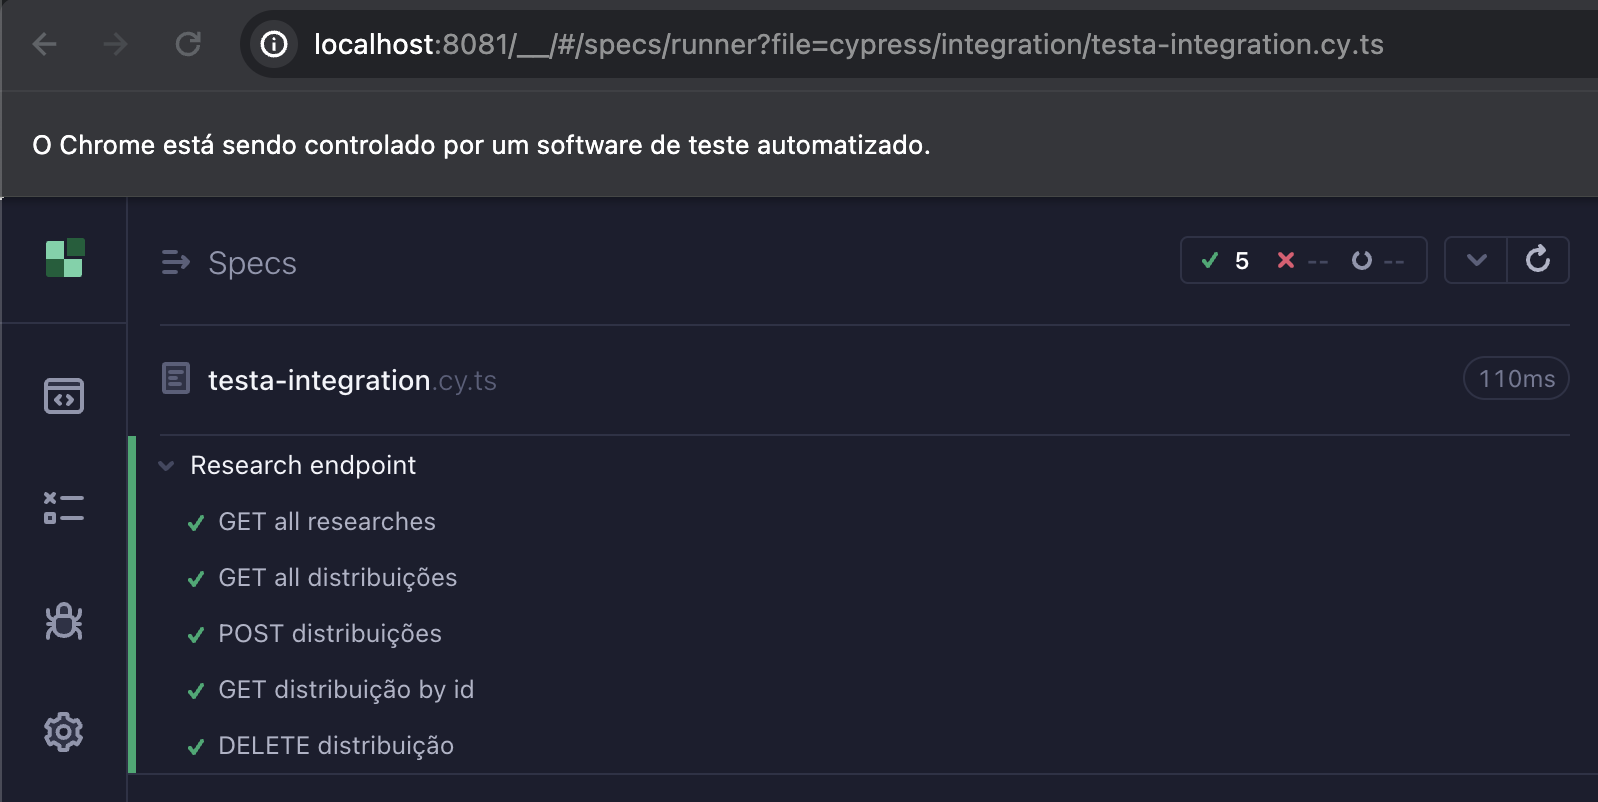 localhost:8081/__/#/specs/runner?file=cypress/integration/testa-integration.cy.ts
O Chrome está sendo controlado por um software de teste automatizado.
Specs
5 -- --
testa-integration.cy.ts
110ms
Research endpoint
GET all researches
GET all distribuições
POST distribuições
GET distribuição by id
DELETE distribuição